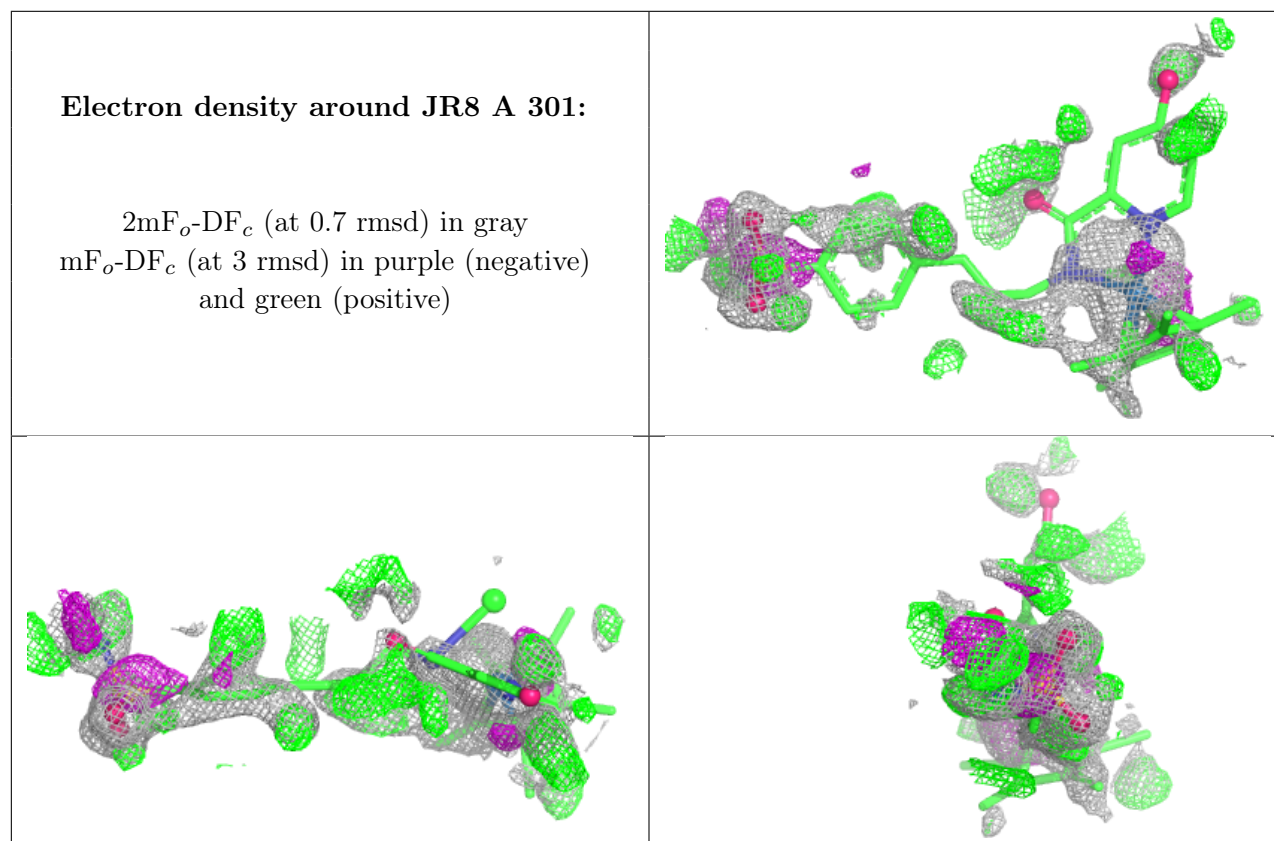 Electron density around JR8 A 301:
2mFo-DFc (at 0.7 rmsd) in gray
mFo-DFc (at 3 rmsd) in purple (negative)
and green (positive)